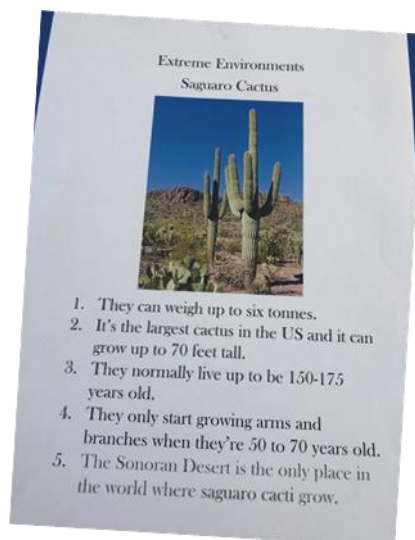 Extreme Environments
Saguaro Cactus
1. They can weigh up to six tonnes.
2. It's the largest cactus in the US and it can
grow up to 70 feet tall.
3. They normally live up to be 150-175
years old.
4. They only start growing arms and
branches when they're 50 to 70 years old.
5. The Sonoran Desert is the only place in
the world where saguaro cacti grow.